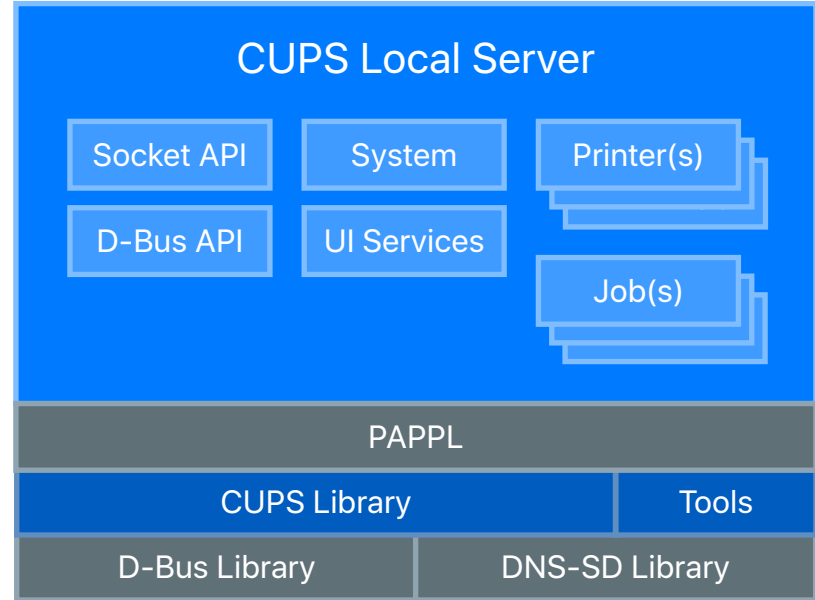 CUPS Local Server
Socket API
System
Printer(s)
D-Bus API
UI Services
Job(s)
PAPPL
CUPS Library
Tools
D-Bus Library
DNS-SD Library